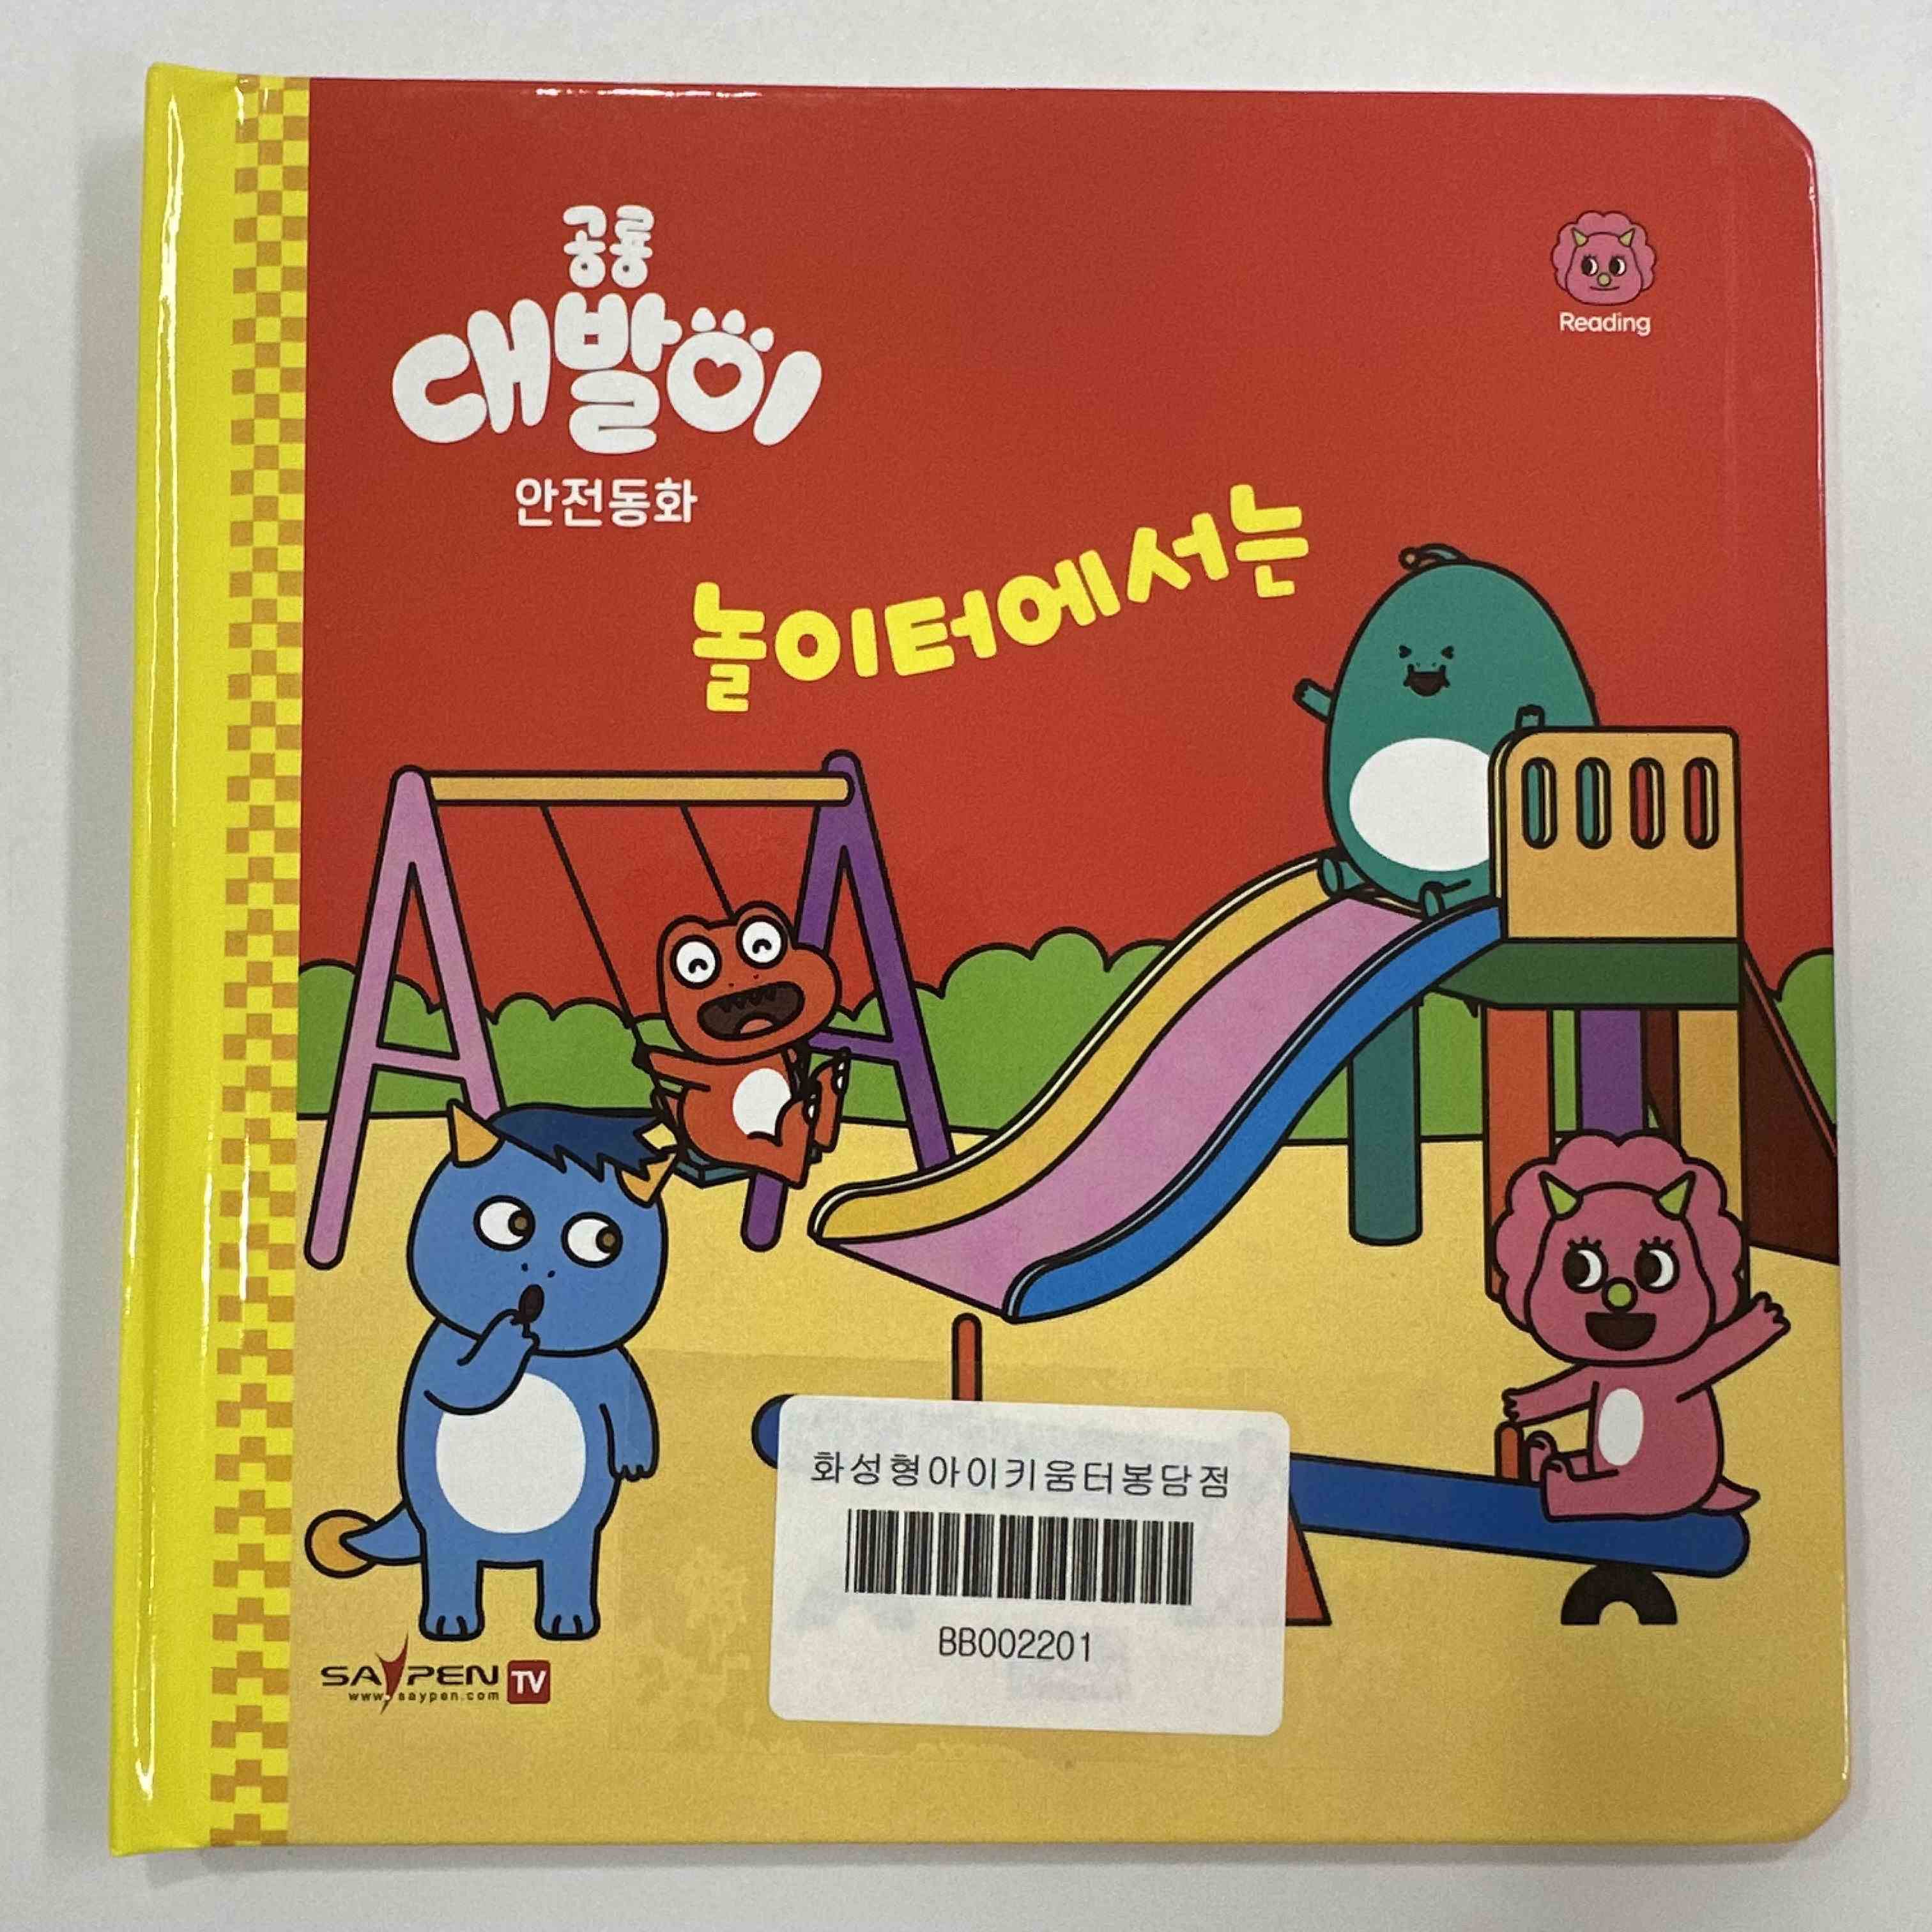 공룡
대발이
안전동화
Reading
놀이터에서는
화성형아이키움터봉담점
BB002201
SAYPEN TV
www.saypen.com